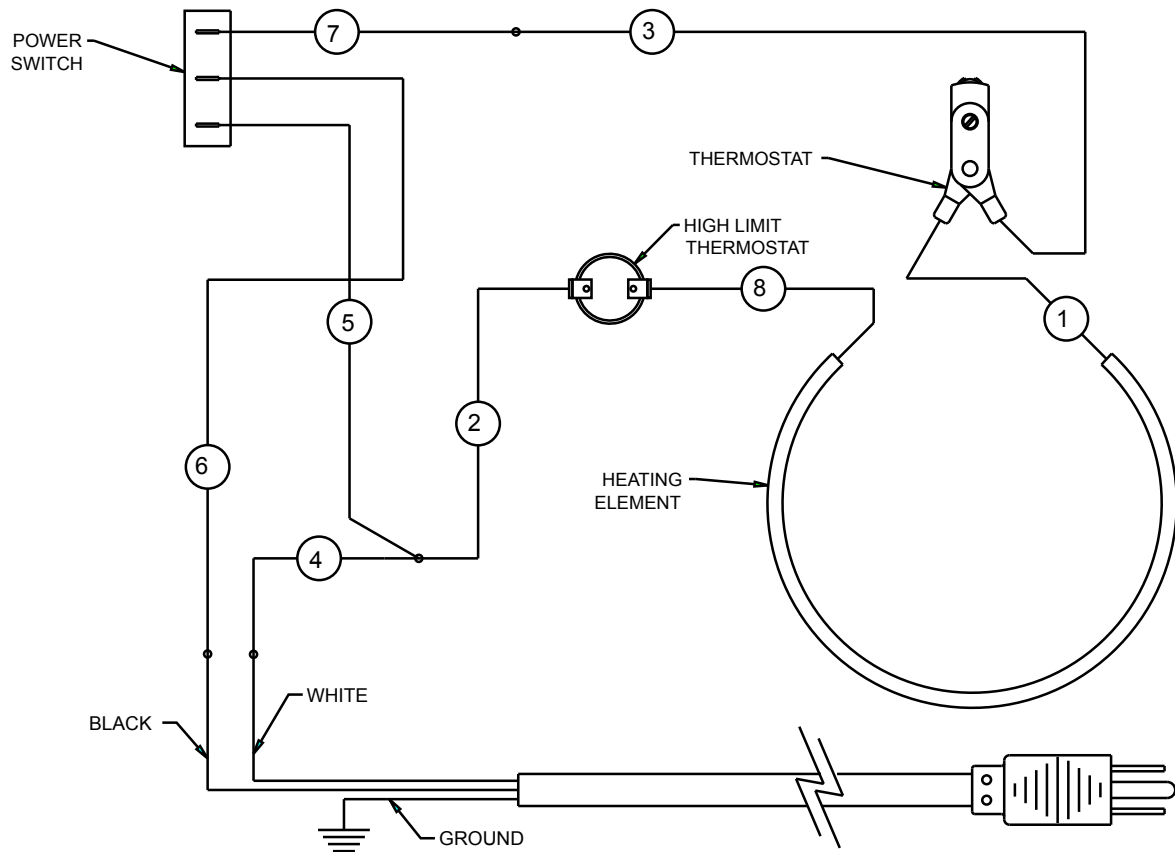 7
3
POWER
SWITCH
THERMOSTAT
HIGH LIMIT
THERMOSTAT
8
5
1
2
6
HEATING
ELEMENT
4
WHITE
BLACK
GROUND